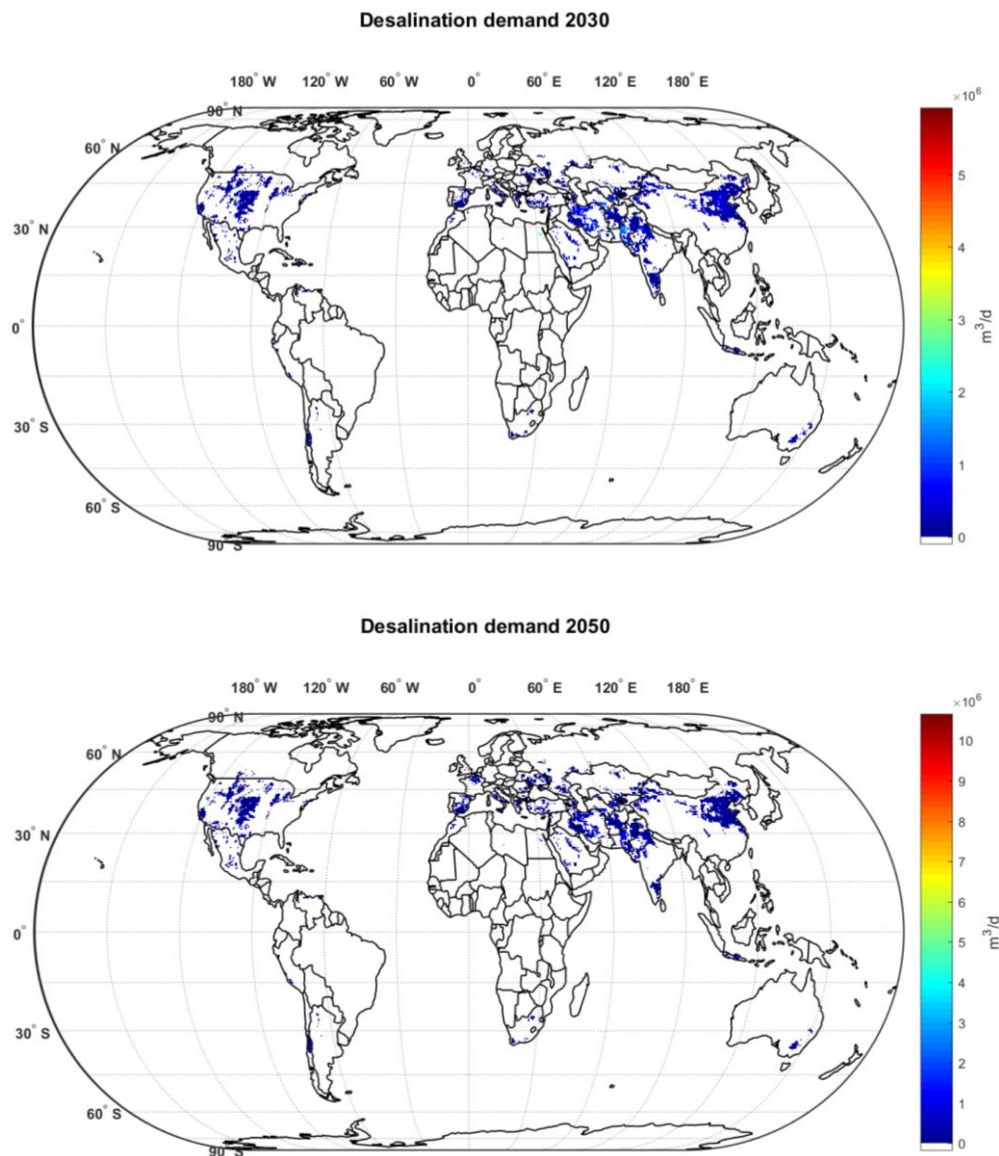 Desalination demand 2030
180° W 120° W 60° W 0° 60° E 120° E 180° E
90° N
60° N
30° N
0°
30° S
60° S
90° S
×10⁶
5
4
3
2
1
0
m³/d
Desalination demand 2050
180° W 120° W 60° W 0° 60° E 120° E 180° E
90° N
60° N
30° N
0°
30° S
60° S
90° S
×10⁶
10
9
8
7
6
5
4
3
2
1
0
m³/d